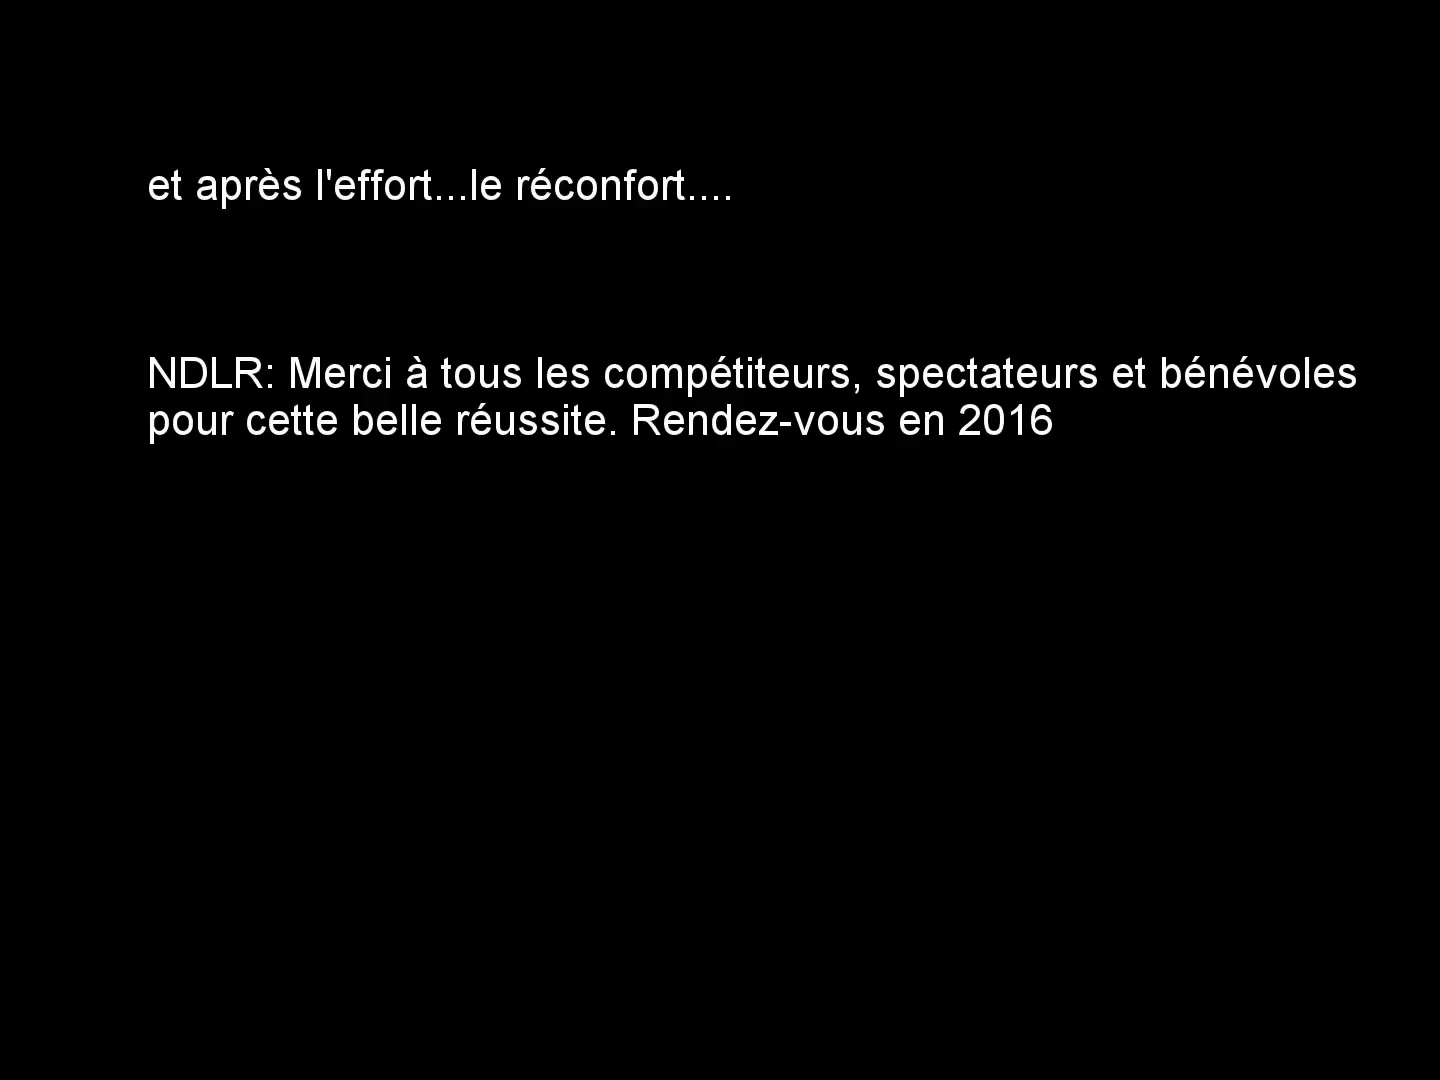 et après l'effort...le réconfort....
NDLR: Merci à tous les compétiteurs, spectateurs et bénévoles
pour cette belle réussite. Rendez-vous en 2016